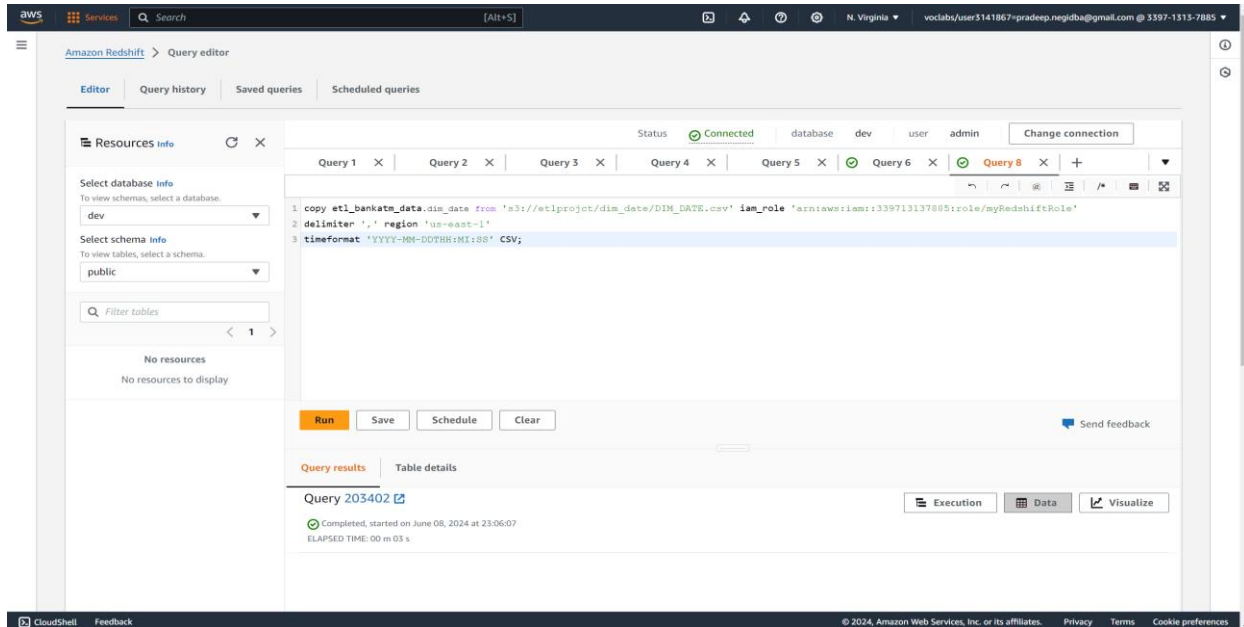 aws Services Search [Alt+S] N. Virginia ▼ voclabs/user3141867=pradeep.negidba@gmail.com @ 3397-1313-7885 ▼
Amazon Redshift > Query editor
Editor Query history Saved queries Scheduled queries
Resources Info
Status Connected database dev user admin Change connection
Query 1 Query 2 Query 3 Query 4 Query 5 Query 6 Query 8
Select database Info
To view schemas, select a database.
dev
Select schema Info
To view tables, select a schema.
public
Filter tables
1
No resources
No resources to display
1 copy etl_bankatm_data.dim_date from 's3://etlprojct/dim_date/DIM_DATE.csv' iam_role 'arn:aws:iam::339713137885:role/myRedshiftRole'
2 delimiter ',' region 'us-east-1'
3 timeformat 'YYYY-MM-DDTHH:MI:SS' CSV;
Run Save Schedule Clear
Send feedback
Query results Table details
Query 203402
Execution Data Visualize
Completed, started on June 08, 2024 at 23:06:07
ELAPSED TIME: 00 m 03 s
CloudShell Feedback © 2024, Amazon Web Services, Inc. or its affiliates. Privacy Terms Cookie preferences